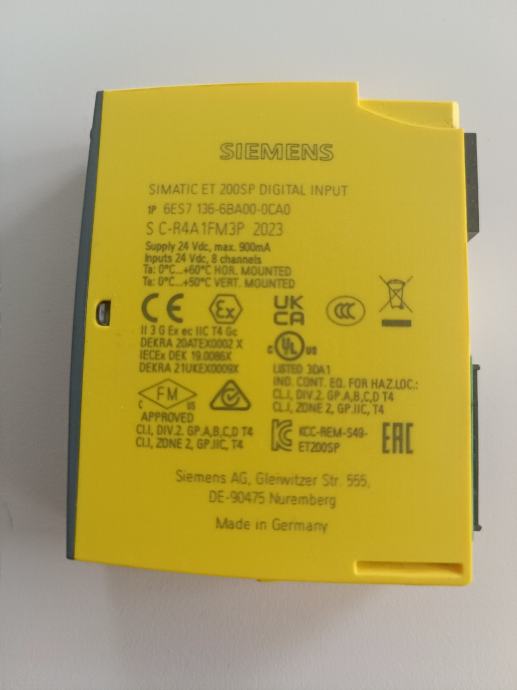 SIEMENS
SIMATIC ET 200SP DIGITAL INPUT
1P 6ES7 136-6BA00-0CA0
S C-R4A1FM3P 2023
Supply 24 Vdc, max. 900mA
Inputs 24 Vdc, 8 channels
Ta: 0°C...+60°C HOR. MOUNTED
Ta: 0°C...+50°C VERT. MOUNTED
CE Ex UK CA CCC
II 3 G Ex ec IIC T4 Gc
DEKRA 20ATEX0002 X
IECEx DEK 19.0086X
DEKRA 21UKEX0009X
C UL US
LISTED 3DA1
IND. CONT. EQ. FOR HAZ.LOC.:
CL.I, DIV.2. GP.A,B,C,D T4
CL.I, ZONE 2, GP.IIC, T4
C FM US
APPROVED
CL.I, DIV.2. GP.A,B,C,D T4
CL.I, ZONE 2, GP.IIC, T4
KCC-REM-S49-
ET200SP
EAC
Siemens AG, Gleiwitzer Str. 555,
DE-90475 Nuremberg
Made in Germany